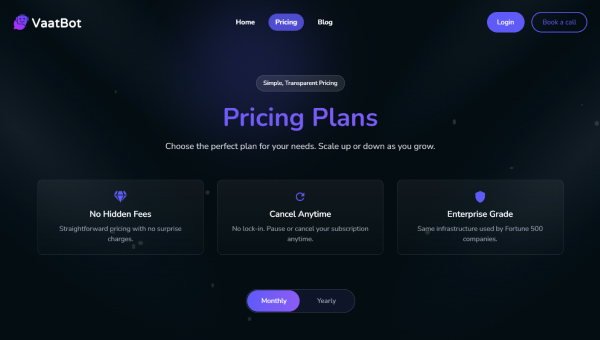 VaatBot
Home Pricing Blog
Login Book a call
Simple, Transparent Pricing
Pricing Plans
Choose the perfect plan for your needs. Scale up or down as you grow.
No Hidden Fees
Straightforward pricing with no surprise
charges.
Cancel Anytime
No lock-in. Pause or cancel your subscription
anytime.
Enterprise Grade
Same infrastructure used by Fortune 500
companies.
Monthly Yearly